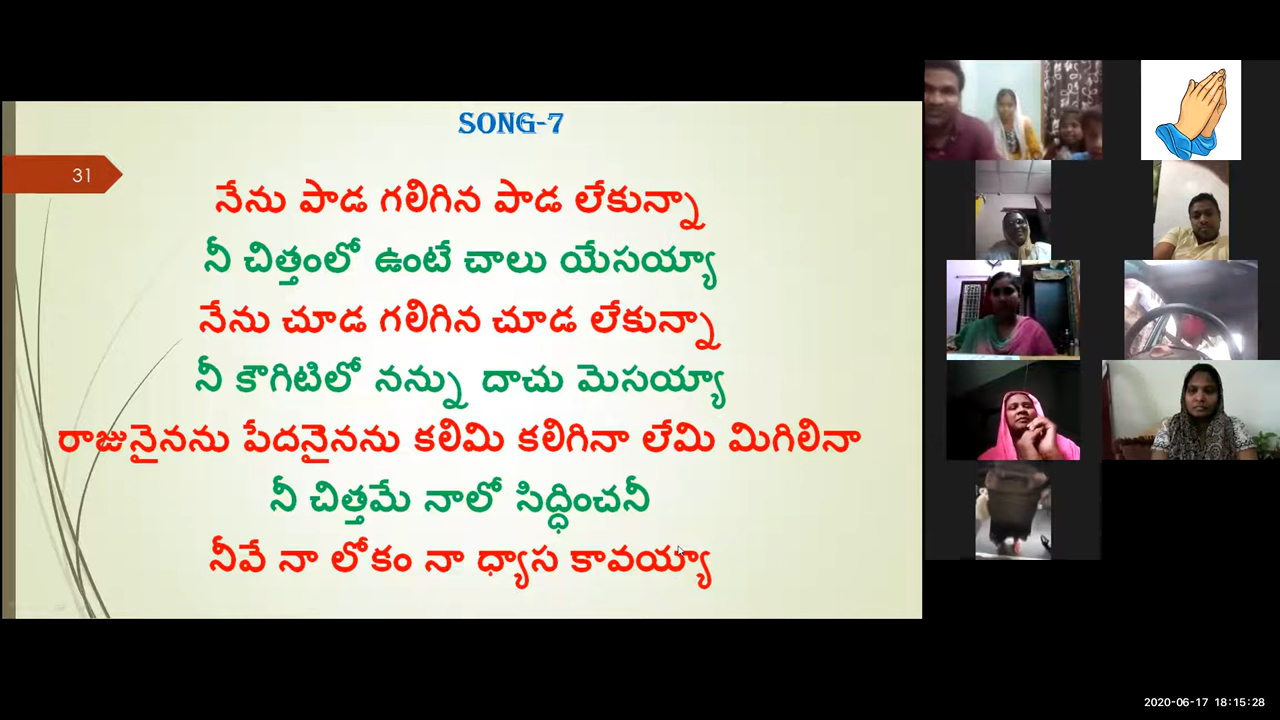 SONG-7
31
నేను పాడ గలిగిన పాడ లేకున్నా
నీ చిత్తంలో ఉంటే చాలు యేసయ్యా
నేను చూడ గలిగిన చూడ లేకున్నా
నీ కౌగిటిలో నన్ను దాచు మెసయ్యా
రాజునైనను పేదనైనను కలిమి కలిగినా లేమి మిగిలినా
నీ చిత్తమే నాలో సిద్ధించనీ
నీవే నా లోకం నా ధ్యాస కావయ్యా
2020-06-17 18:15:28